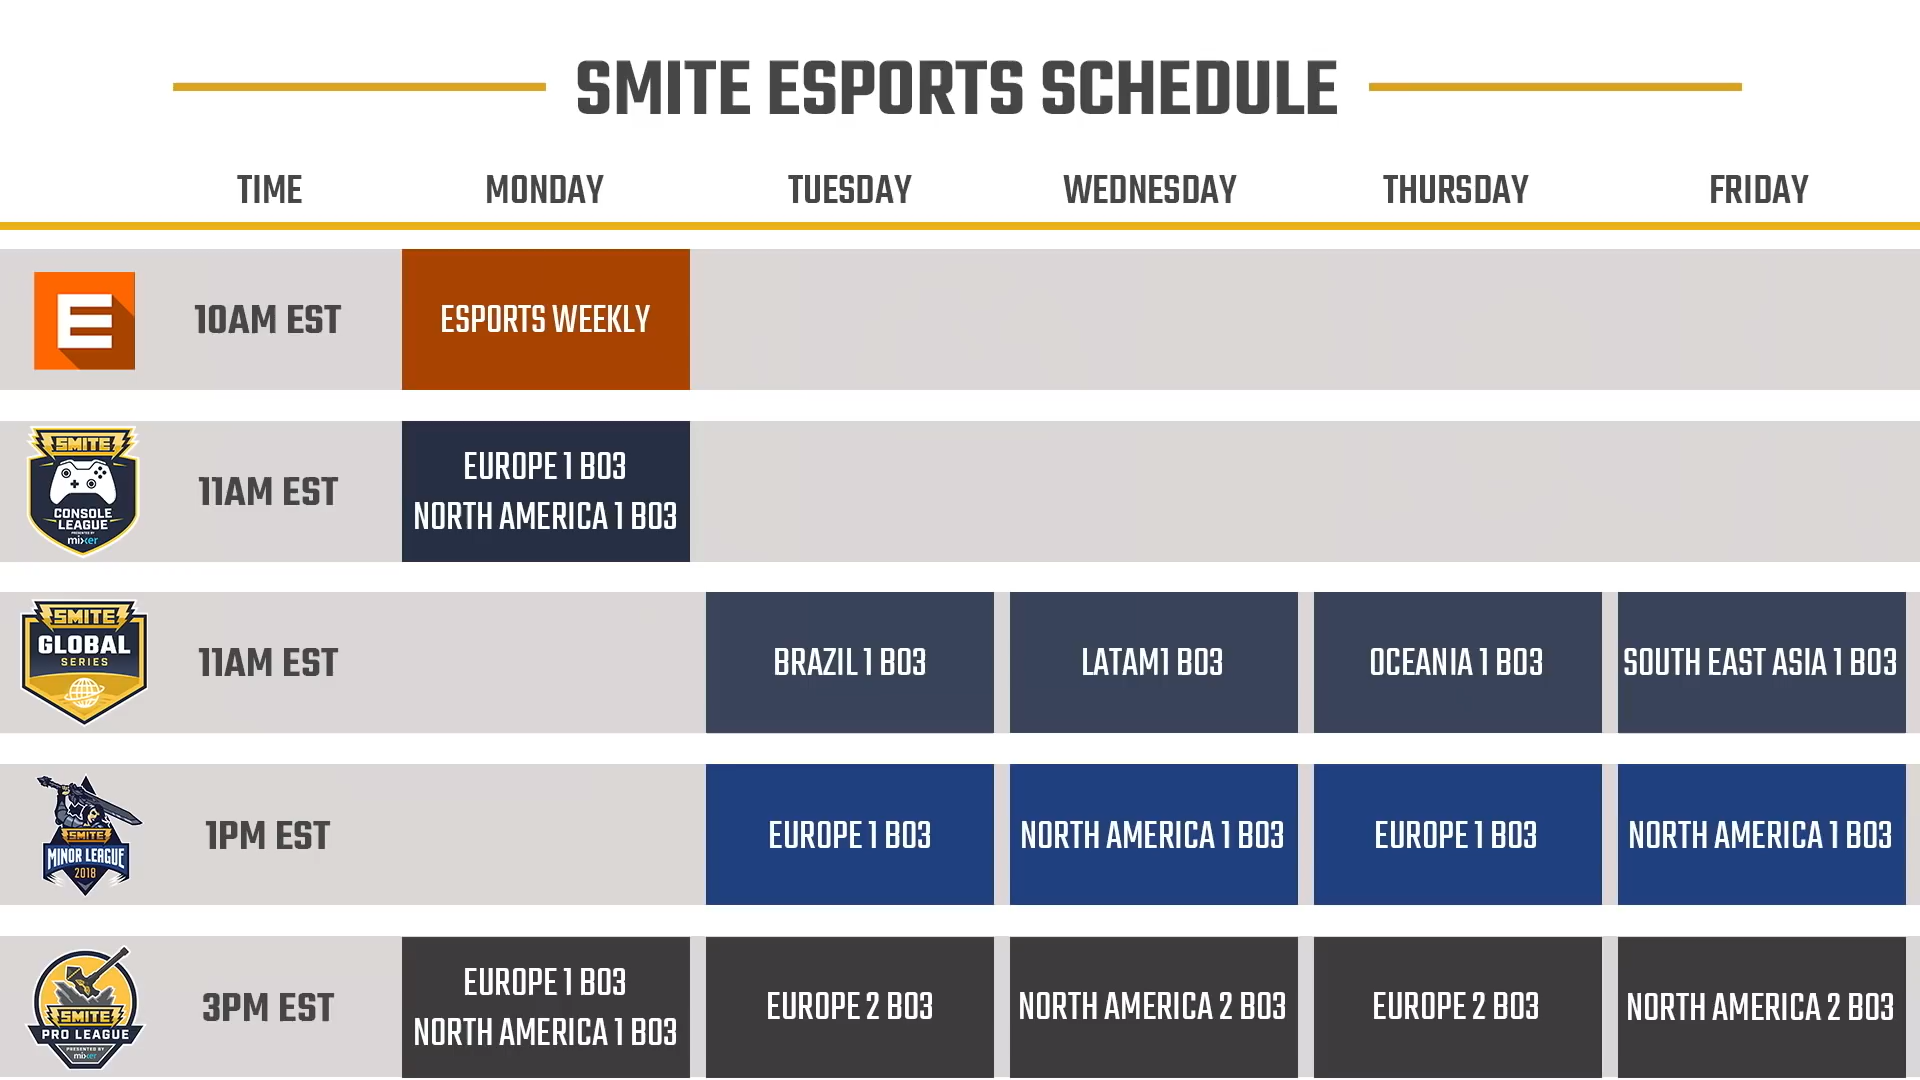 SMITE ESPORTS SCHEDULE
TIME MONDAY TUESDAY WEDNESDAY THURSDAY FRIDAY
E 10AM EST ESPORTS WEEKLY
SMITE
CONSOLE
LEAGUE
PRESENTED BY
mixer
11AM EST
EUROPE 1 BO3
NORTH AMERICA 1 BO3
SMITE
GLOBAL
SERIES
11AM EST BRAZIL 1 BO3 LATAM1 BO3 OCEANIA 1 BO3 SOUTH EAST ASIA 1 BO3
SMITE
MINOR LEAGUE
2018
1PM EST EUROPE 1 BO3 NORTH AMERICA 1 BO3 EUROPE 1 BO3 NORTH AMERICA 1 BO3
SMITE
PRO LEAGUE
PRESENTED BY
mixer
3PM EST
EUROPE 1 BO3
NORTH AMERICA 1 BO3
EUROPE 2 BO3 NORTH AMERICA 2 BO3 EUROPE 2 BO3 NORTH AMERICA 2 BO3